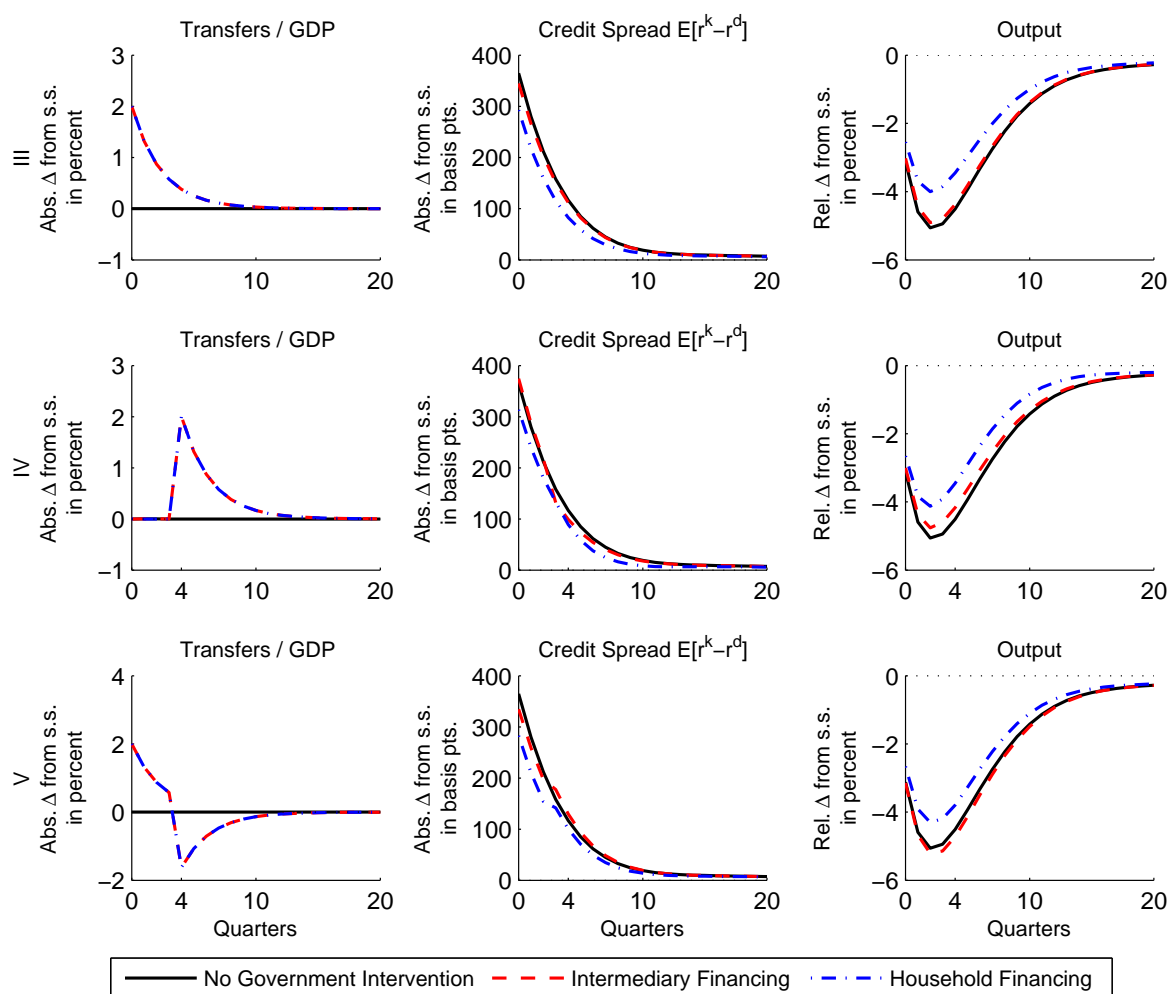 Transfers / GDP
Credit Spread E[r^k−r^d]
Output
III
Abs. Δ from s.s.
in percent
3
2
1
0
−1
0
10
20
Abs. Δ from s.s.
in basis pts.
400
300
200
100
0
0
10
20
Rel. Δ from s.s.
in percent
0
−2
−4
−6
0
10
20
Transfers / GDP
Credit Spread E[r^k−r^d]
Output
IV
Abs. Δ from s.s.
in percent
3
2
1
0
−1
0
4
10
20
Abs. Δ from s.s.
in basis pts.
400
300
200
100
0
0
4
10
20
Rel. Δ from s.s.
in percent
0
−2
−4
−6
0
4
10
20
Transfers / GDP
Credit Spread E[r^k−r^d]
Output
V
Abs. Δ from s.s.
in percent
4
2
0
−2
0
4
10
20
Quarters
Abs. Δ from s.s.
in basis pts.
400
300
200
100
0
0
4
10
20
Quarters
Rel. Δ from s.s.
in percent
0
−2
−4
−6
0
4
10
20
Quarters
No Government Intervention
Intermediary Financing
Household Financing